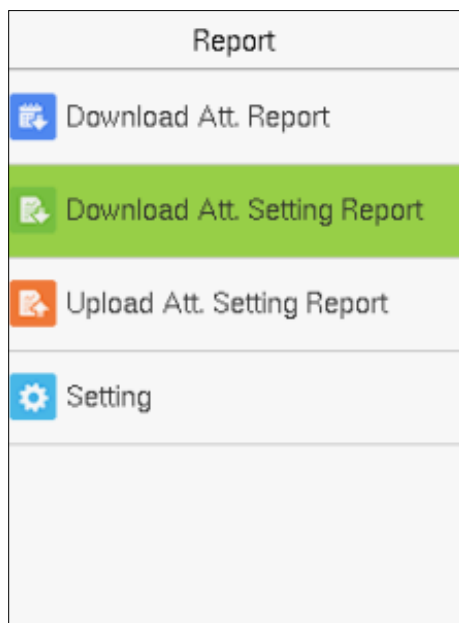 Report
Download Att. Report
Download Att. Setting Report
Upload Att. Setting Report
Setting